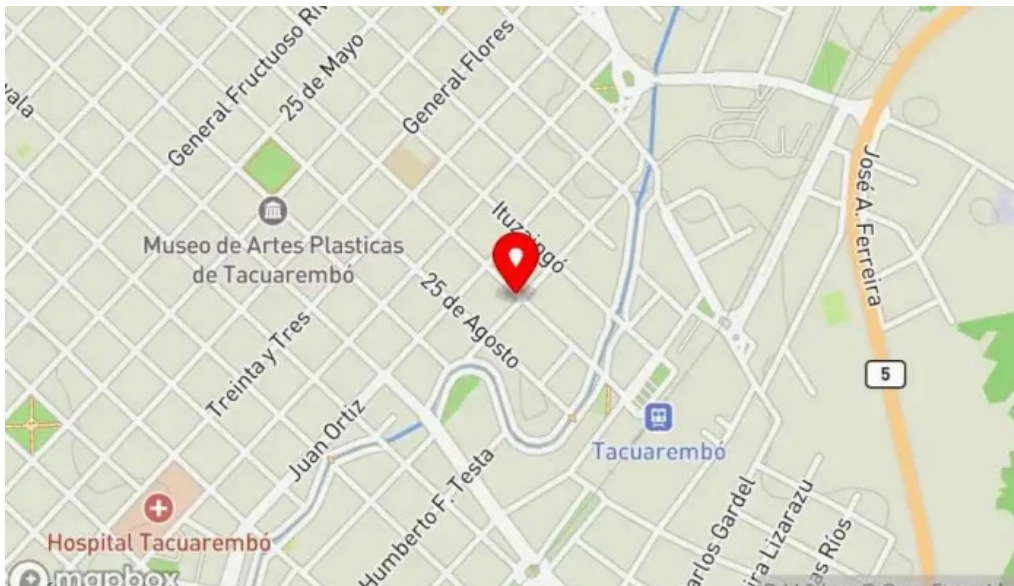 General Fructuoso
25 de Mayo
General Flores
José A. Ferreira
Ituzaingó
Museo de Artes Plasticas
de Tacuarembó
25 de Agosto
5
Treinta y Tres
Juan Ortiz
Tacuarembó
Humberto F. Testa
Hospital Tacuarembó
Carlos Gardel
Lizarazu
Ríos
mapbox